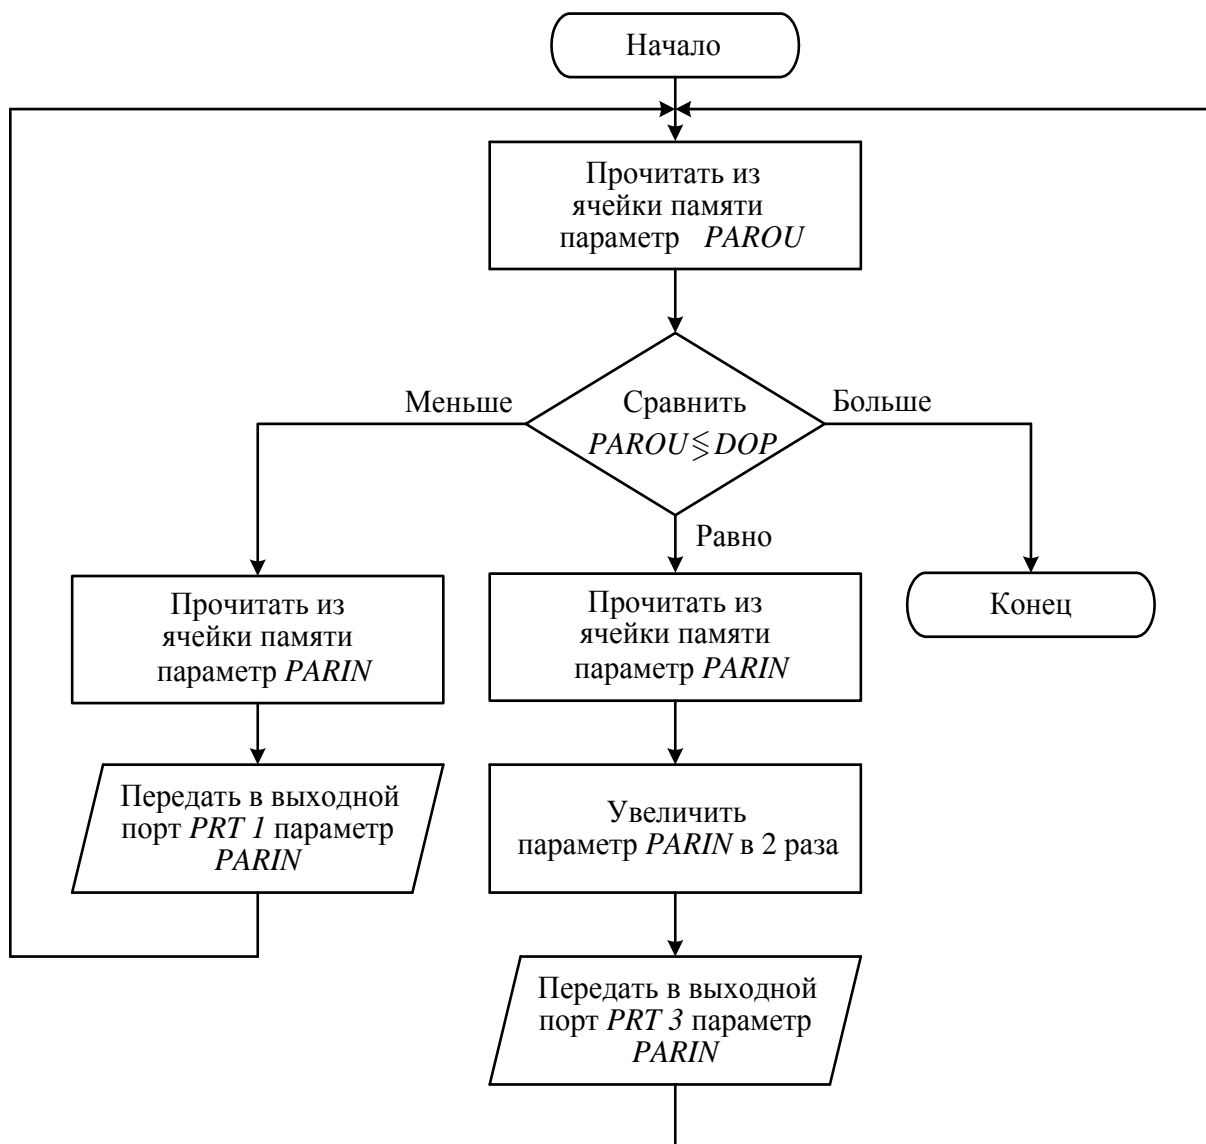 Начало
Прочитать из
ячейки памяти
параметр PAROU
Меньше
Сравнить
PAROU ≶ DOP
Больше
Равно
Прочитать из
ячейки памяти
параметр PARIN
Прочитать из
ячейки памяти
параметр PARIN
Конец
Передать в выходной
порт PRT 1 параметр
PARIN
Увеличить
параметр PARIN в 2 раза
Передать в выходной
порт PRT 3 параметр
PARIN